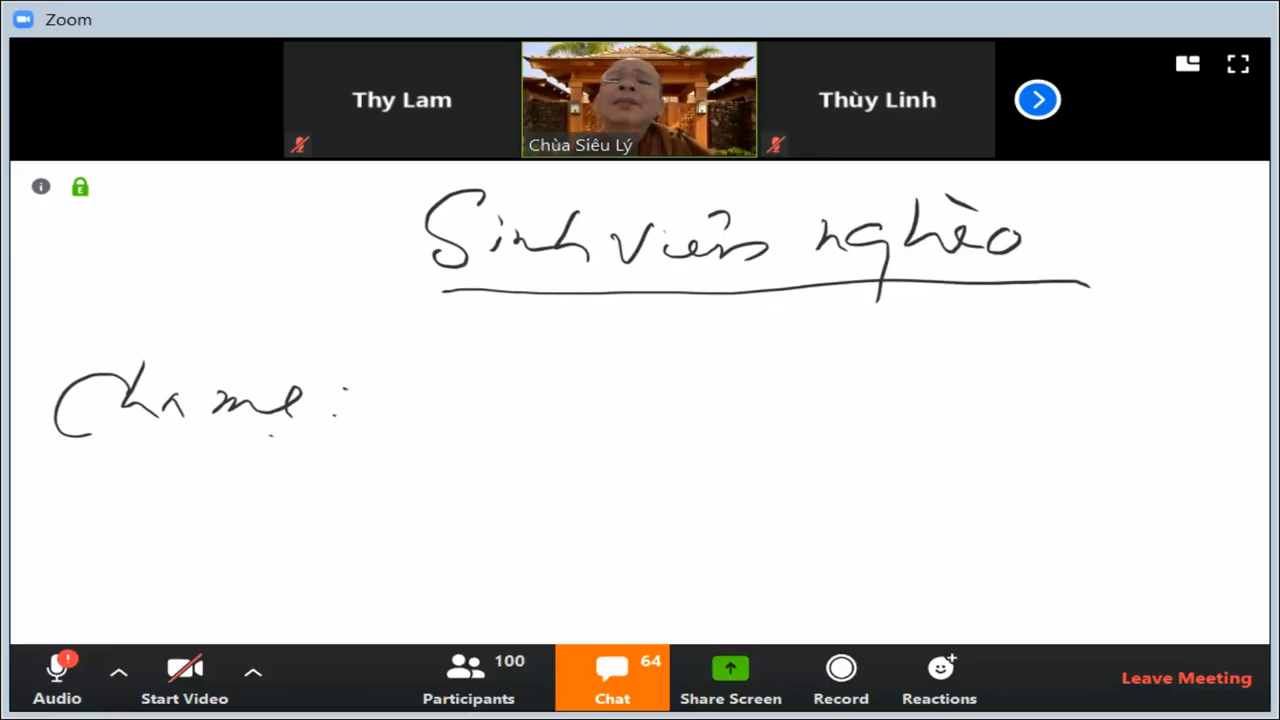 Zoom
Thy Lam
Chùa Siêu Lý
Thùy Linh
E
Sinh viên nghèo
Cha mẹ :
100
64
Audio
Start Video
Participants
Chat
Share Screen
Record
Reactions
Leave Meeting